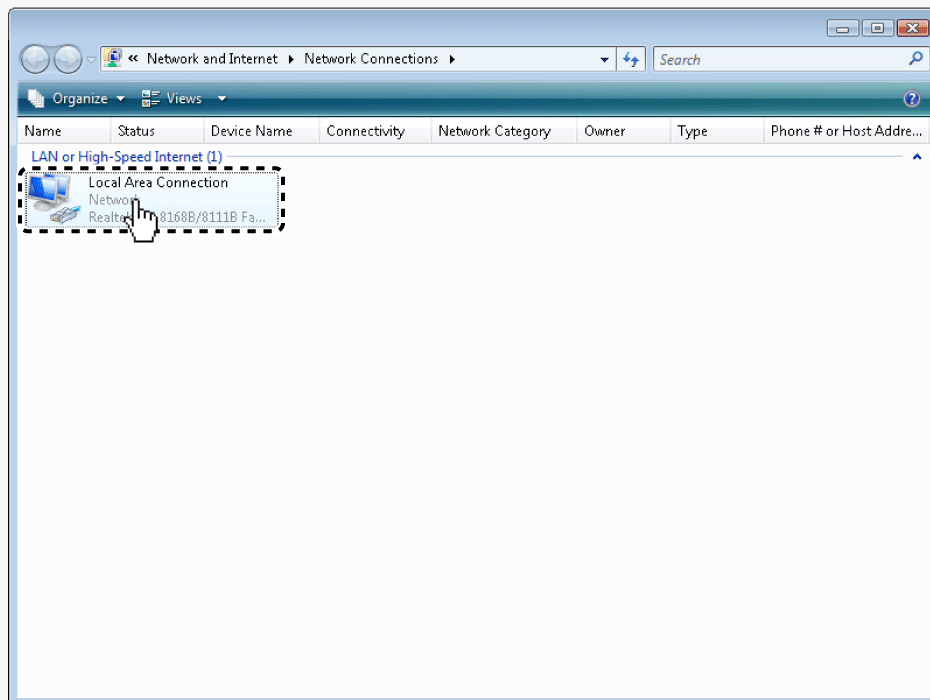 « Network and Internet Network Connections Search
Organize Views
Name Status Device Name Connectivity Network Category Owner Type Phone # or Host Addre...
LAN or High-Speed Internet (1)
Local Area Connection
Network
8168B/8111B Fa...